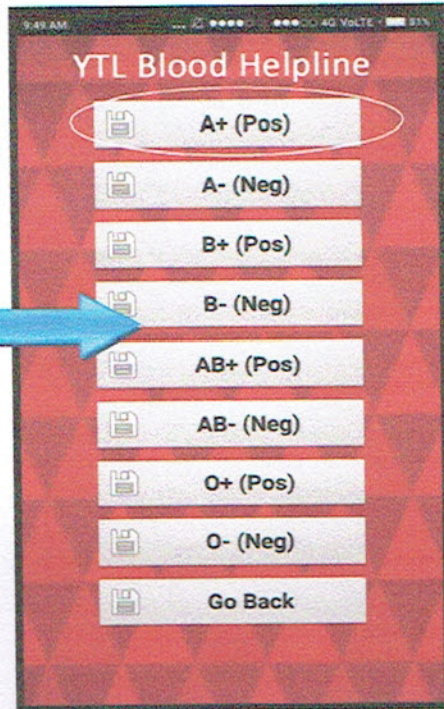 9:49 AM ... 4G VoLTE 81%
YTL Blood Helpline
A+ (Pos)
A- (Neg)
B+ (Pos)
B- (Neg)
AB+ (Pos)
AB- (Neg)
O+ (Pos)
O- (Neg)
Go Back